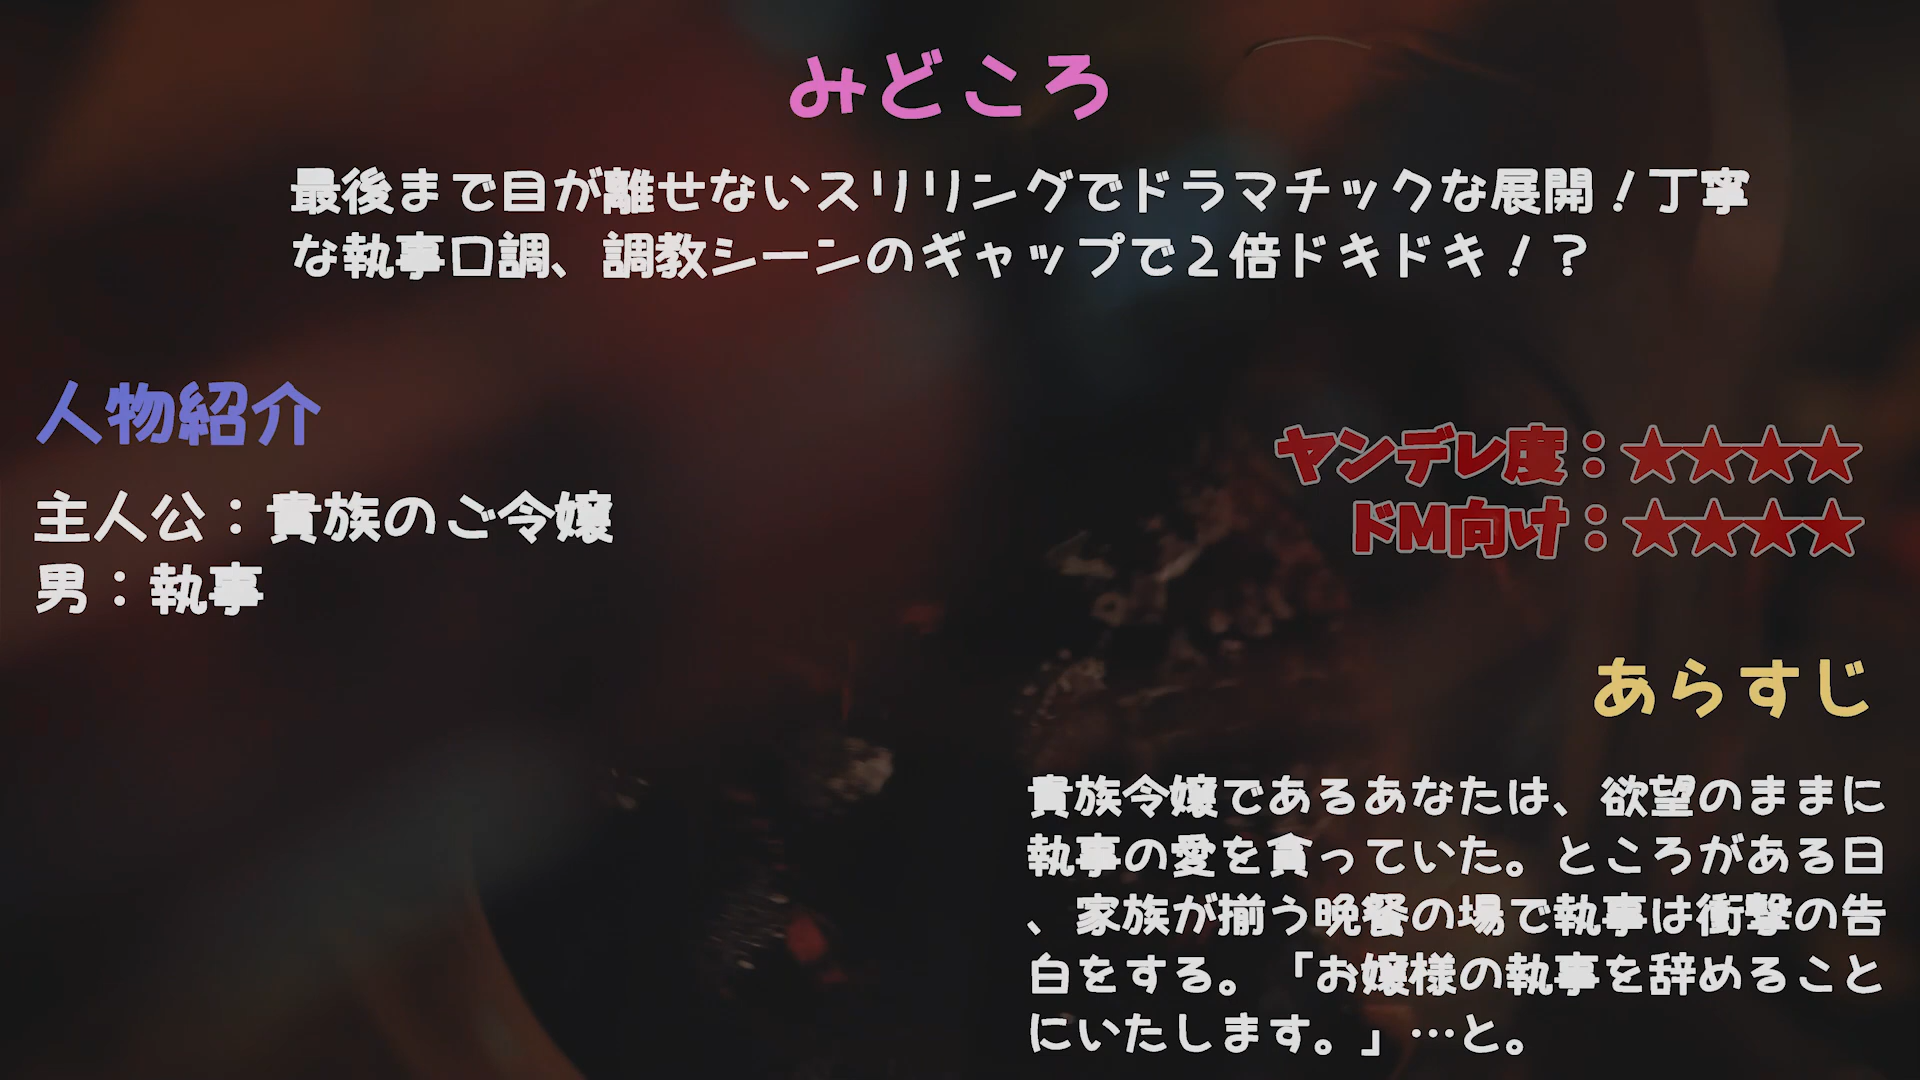 みどころ
最後まで目が離せないスリリングでドラマチックな展開！丁寧
な執事口調、調教シーンのギャップで２倍ドキドキ！？
人物紹介
主人公：貴族のご令嬢
男：執事
ヤンデレ度：★★★★
ドM向け：★★★★
あらすじ
貴族令嬢であるあなたは、欲望のままに
執事の愛を貪っていた。ところがある日
、家族が揃う晩餐の場で執事は衝撃の告
白をする。「お嬢様の執事を辞めること
にいたします。」…と。